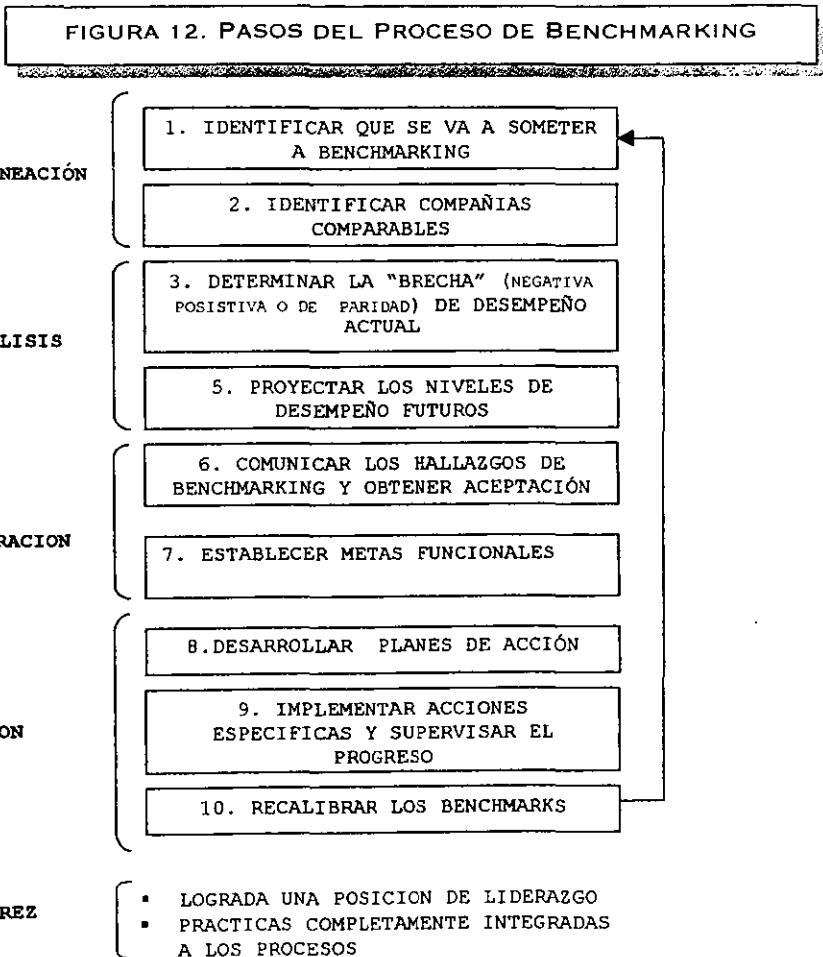 FIGURA 12. PASOS DEL PROCESO DE BENCHMARKING
NEACIÓN
1. IDENTIFICAR QUE SE VA A SOMETER
A BENCHMARKING
2. IDENTIFICAR COMPAÑIAS
COMPARABLES
LISIS
3. DETERMINAR LA "BRECHA" (NEGATIVA
POSISTIVA O DE PARIDAD) DE DESEMPEÑO
ACTUAL
5. PROYECTAR LOS NIVELES DE
DESEMPEÑO FUTUROS
RACION
6. COMUNICAR LOS HALLAZGOS DE
BENCHMARKING Y OBTENER ACEPTACIÓN
7. ESTABLECER METAS FUNCIONALES
ON
8.DESARROLLAR PLANES DE ACCIÓN
9. IMPLEMENTAR ACCIONES
ESPECIFICAS Y SUPERVISAR EL
PROGRESO
10. RECALIBRAR LOS BENCHMARKS
REZ
▪ LOGRADA UNA POSICION DE LIDERAZGO
▪ PRACTICAS COMPLETAMENTE INTEGRADAS
A LOS PROCESOS